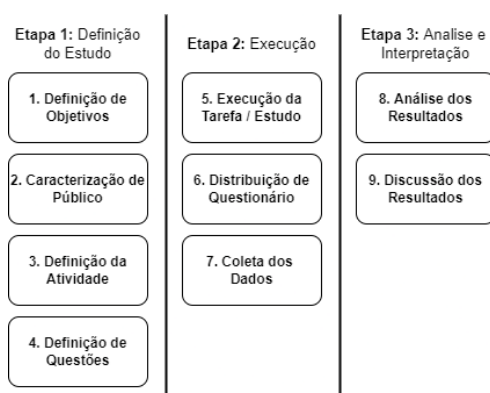 Etapa 1: Definição
do Estudo
1. Definição de
Objetivos
2. Caracterização de
Público
3. Definição da
Atividade
4. Definição de
Questões
Etapa 2: Execução
5. Execução da
Tarefa / Estudo
6. Distribuição de
Questionário
7. Coleta dos
Dados
Etapa 3: Analise e
Interpretação
8. Análise dos
Resultados
9. Discussão dos
Resultados